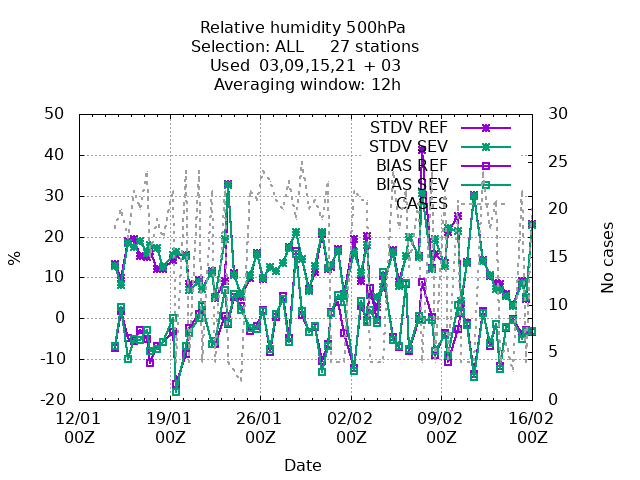 Relative humidity 500hPa
Selection: ALL 27 stations
Used 03,09,15,21 + 03
Averaging window: 12h
STDV REF
STDV SEV
BIAS REF
BIAS SEV
CASES
50
40
30
20
10
0
-10
-20
%
30
25
20
15
10
5
0
No cases
12/01 19/01 26/01 02/02 09/02 16/02
00Z 00Z 00Z 00Z 00Z 00Z
Date